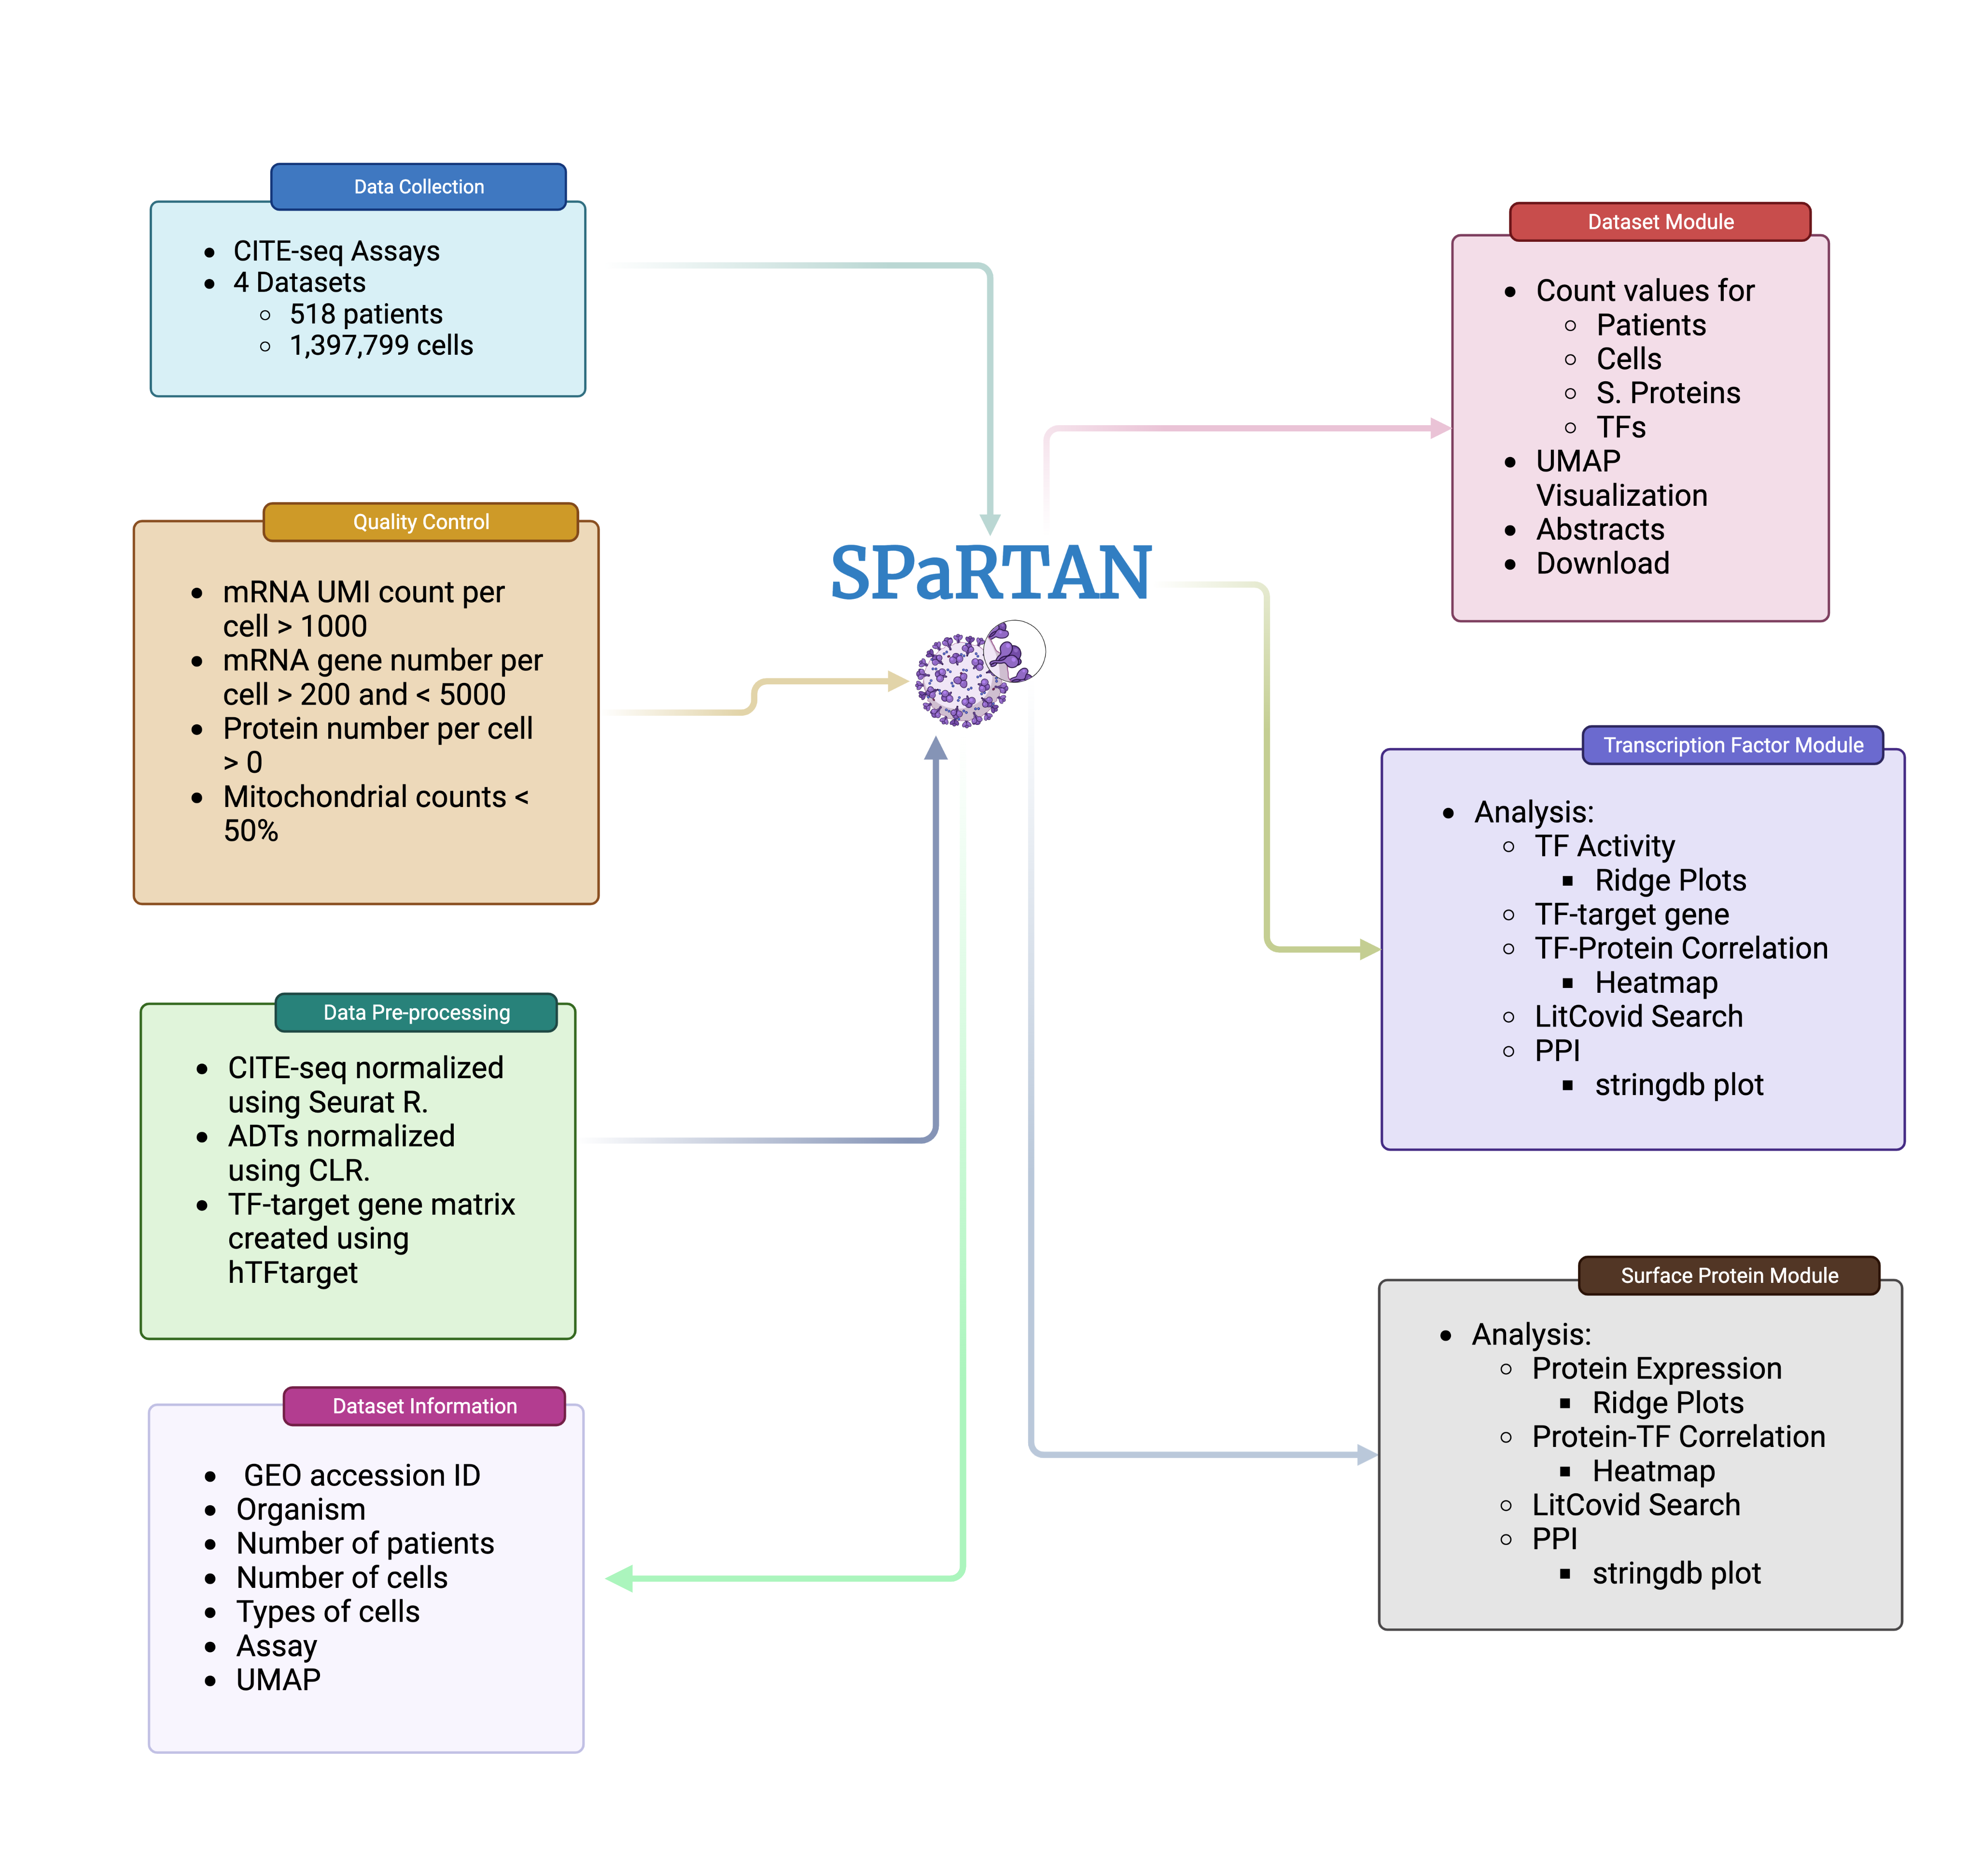 Data Collection
• CITE-seq Assays
• 4 Datasets
○ 518 patients
○ 1,397,799 cells
Quality Control
• mRNA UMI count per
cell > 1000
• mRNA gene number per
cell > 200 and < 5000
• Protein number per cell
> 0
• Mitochondrial counts <
50%
Data Pre-processing
• CITE-seq normalized
using Seurat R.
• ADTs normalized
using CLR.
• TF-target gene matrix
created using
hTFtarget
Dataset Information
• GEO accession ID
• Organism
• Number of patients
• Number of cells
• Types of cells
• Assay
• UMAP
SPaRTAN
Dataset Module
• Count values for
○ Patients
○ Cells
○ S. Proteins
○ TFs
• UMAP
Visualization
• Abstracts
• Download
Transcription Factor Module
• Analysis:
○ TF Activity
▪ Ridge Plots
○ TF-target gene
○ TF-Protein Correlation
▪ Heatmap
○ LitCovid Search
○ PPI
▪ stringdb plot
Surface Protein Module
• Analysis:
○ Protein Expression
▪ Ridge Plots
○ Protein-TF Correlation
▪ Heatmap
○ LitCovid Search
○ PPI
▪ stringdb plot